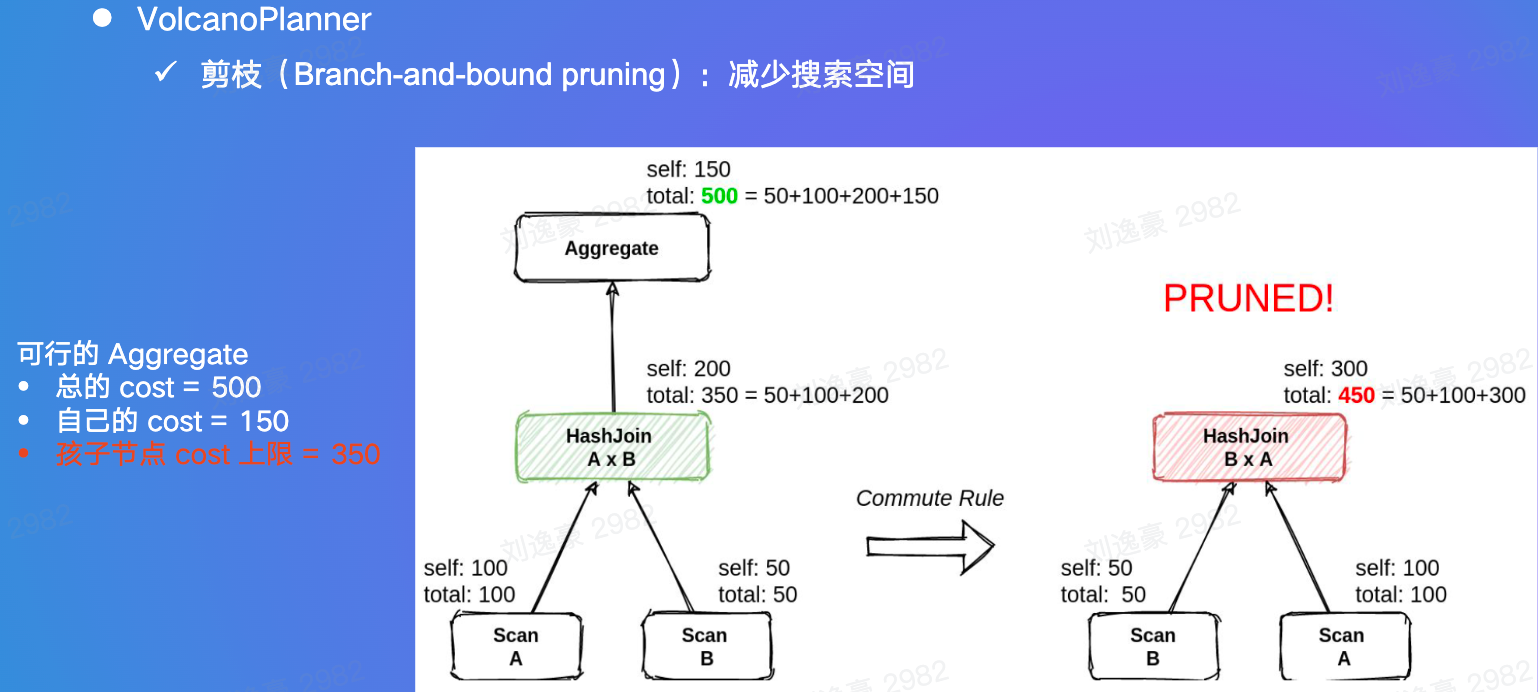 ● VolcanoPlanner
✓ 剪枝（Branch-and-bound pruning）: 减少搜索空间
可行的 Aggregate
• 总的 cost = 500
• 自己的 cost = 150
• 孩子节点 cost 上限 = 350
self: 150
total: 500 = 50+100+200+150
Aggregate
self: 200
total: 350 = 50+100+200
HashJoin
A x B
self: 100
total: 100
Scan
A
self: 50
total: 50
Scan
B
Commute Rule
PRUNED!
self: 300
total: 450 = 50+100+300
HashJoin
B x A
self: 50
total: 50
Scan
B
self: 100
total: 100
Scan
A
刘逸豪 2982